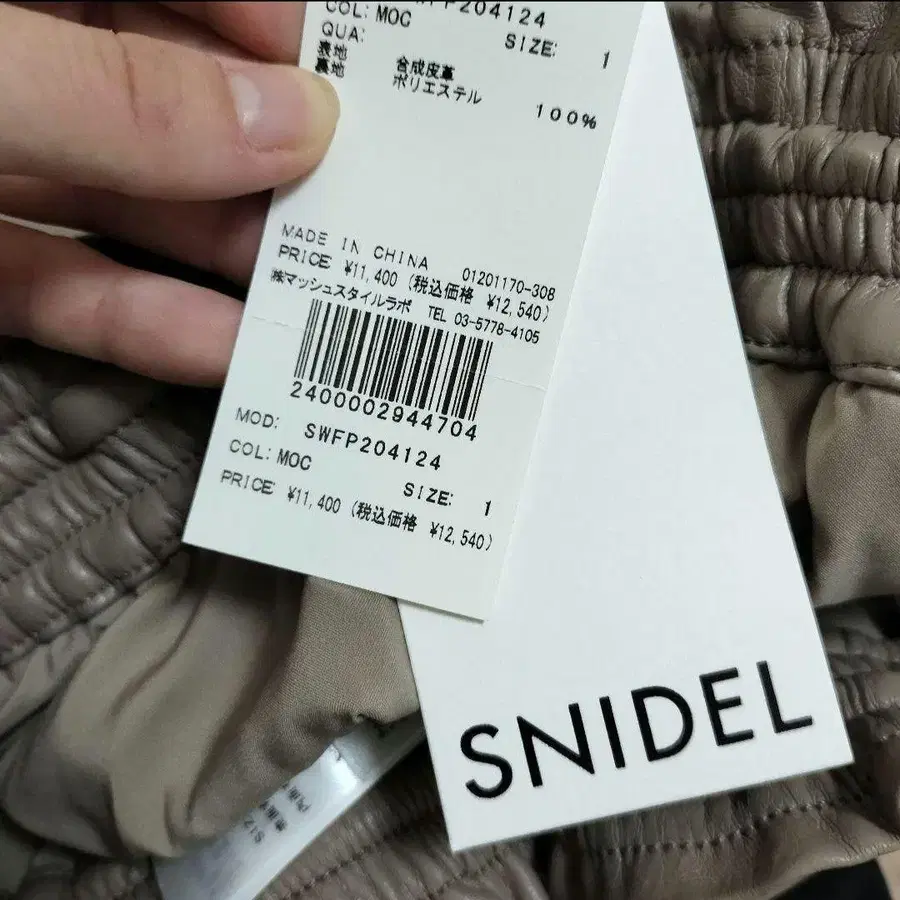 SWFP204124
COL: MOC
SIZE: 1
QUA:
表地 合成皮革
裏地 ポリエステル 100%
MADE IN CHINA 01201170-308
PRICE ¥11,400 (税込価格 ¥12,540)
㈱マッシュスタイルラボ TEL 03-5778-4105
2400002944704
MOD: SWFP204124
COL: MOC
SIZE: 1
PRICE ¥11,400 (税込価格 ¥12,540)
SNIDEL